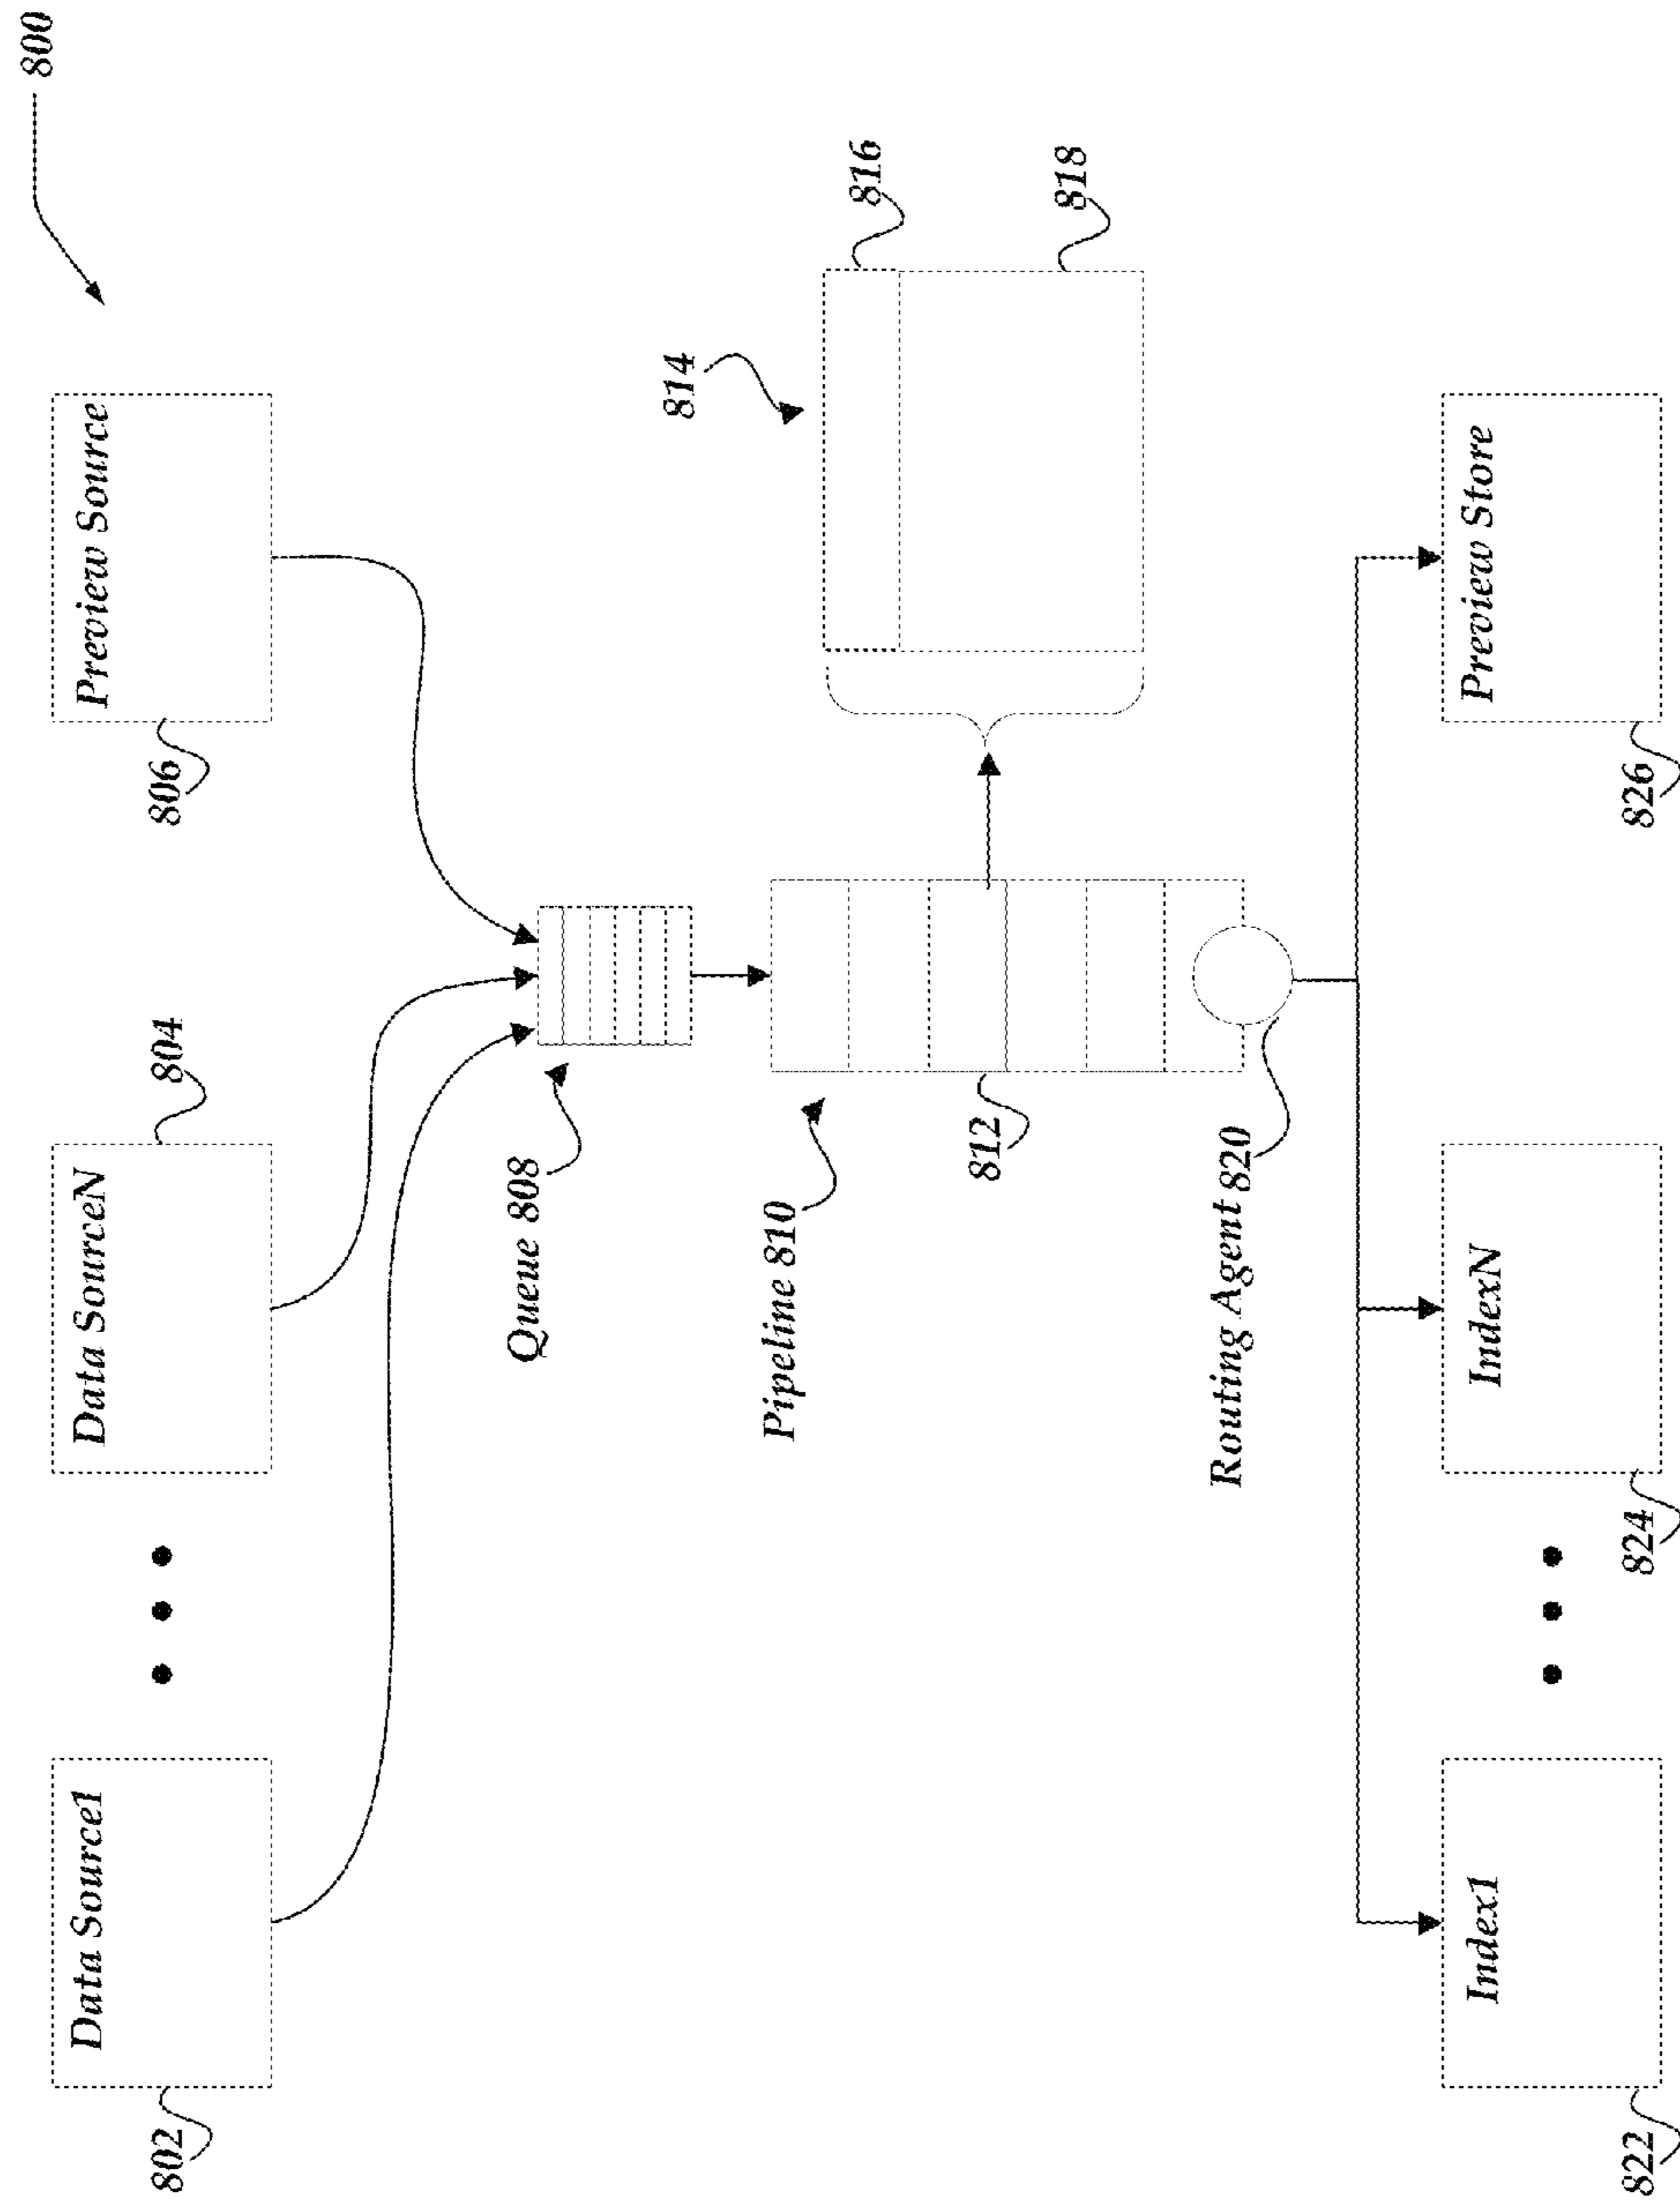 800
Data Source1
Data SourceN
Preview Source
802
804
806
Queue 808
814
816
Pipeline 810
812
818
Routing Agent 820
Index1
IndexN
Preview Store
822
824
826